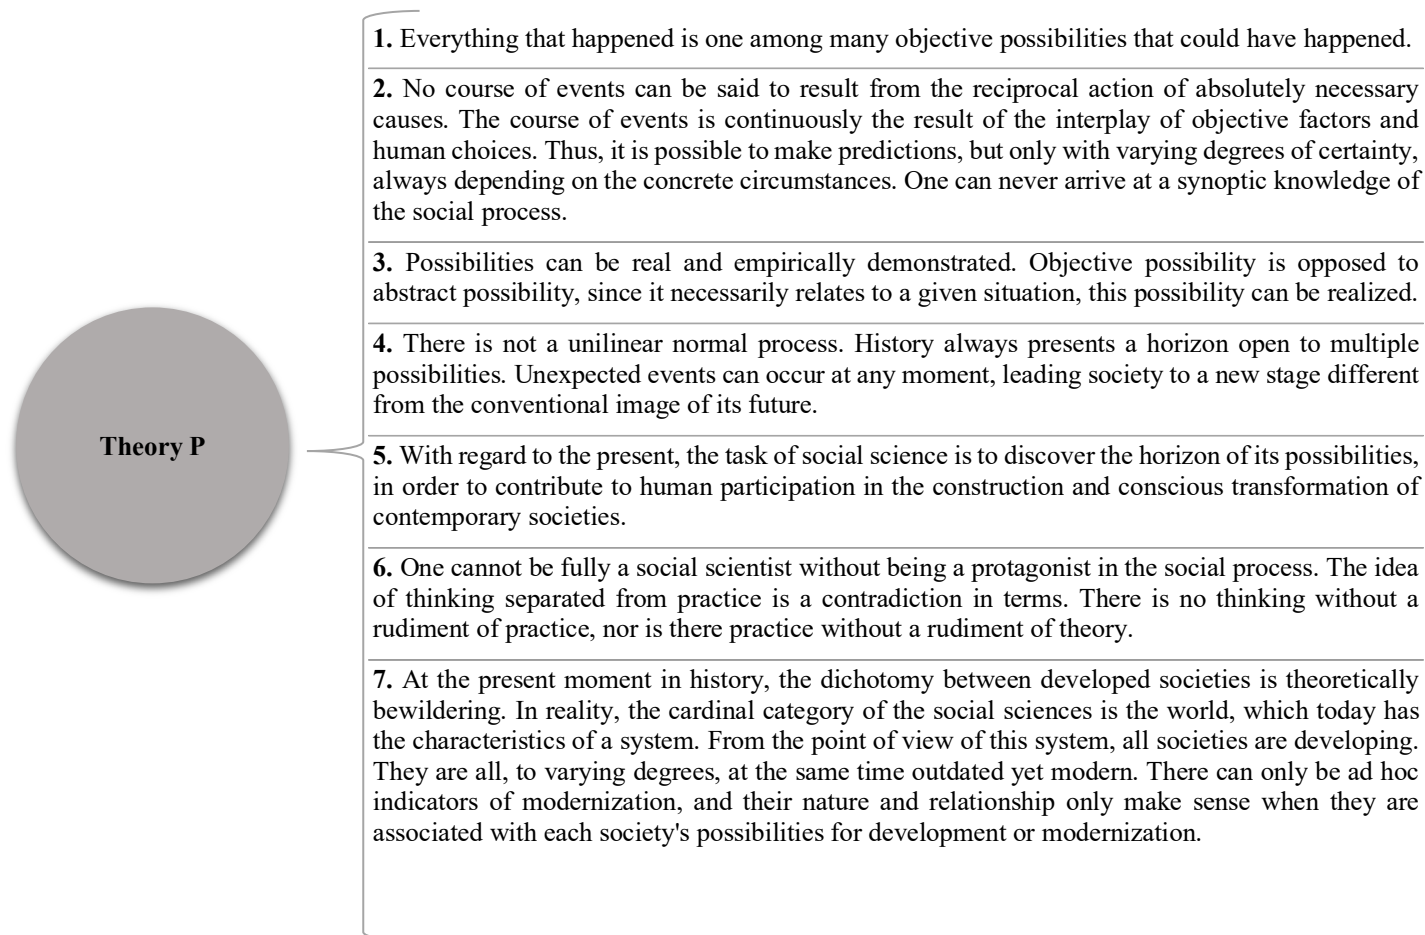 Theory P
1. Everything that happened is one among many objective possibilities that could have happened.
2. No course of events can be said to result from the reciprocal action of absolutely necessary
causes. The course of events is continuously the result of the interplay of objective factors and
human choices. Thus, it is possible to make predictions, but only with varying degrees of certainty,
always depending on the concrete circumstances. One can never arrive at a synoptic knowledge of
the social process.
3. Possibilities can be real and empirically demonstrated. Objective possibility is opposed to
abstract possibility, since it necessarily relates to a given situation, this possibility can be realized.
4. There is not a unilinear normal process. History always presents a horizon open to multiple
possibilities. Unexpected events can occur at any moment, leading society to a new stage different
from the conventional image of its future.
5. With regard to the present, the task of social science is to discover the horizon of its possibilities,
in order to contribute to human participation in the construction and conscious transformation of
contemporary societies.
6. One cannot be fully a social scientist without being a protagonist in the social process. The idea
of thinking separated from practice is a contradiction in terms. There is no thinking without a
rudiment of practice, nor is there practice without a rudiment of theory.
7. At the present moment in history, the dichotomy between developed societies is theoretically
bewildering. In reality, the cardinal category of the social sciences is the world, which today has
the characteristics of a system. From the point of view of this system, all societies are developing.
They are all, to varying degrees, at the same time outdated yet modern. There can only be ad hoc
indicators of modernization, and their nature and relationship only make sense when they are
associated with each society's possibilities for development or modernization.